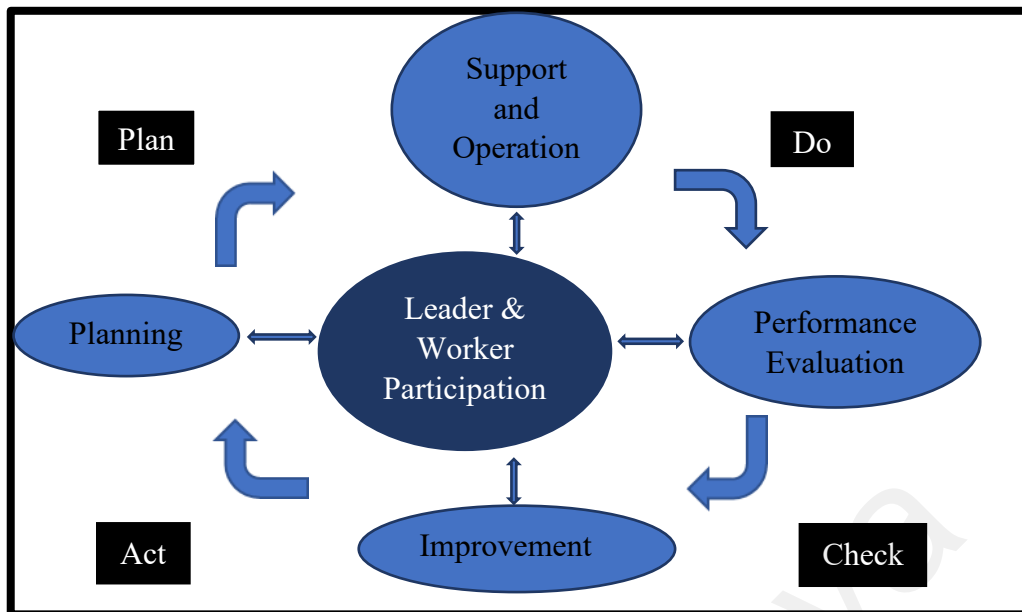 Support
and
Operation
Plan
Do
Planning
Leader &
Worker
Participation
Performance
Evaluation
Improvement
Act
Check